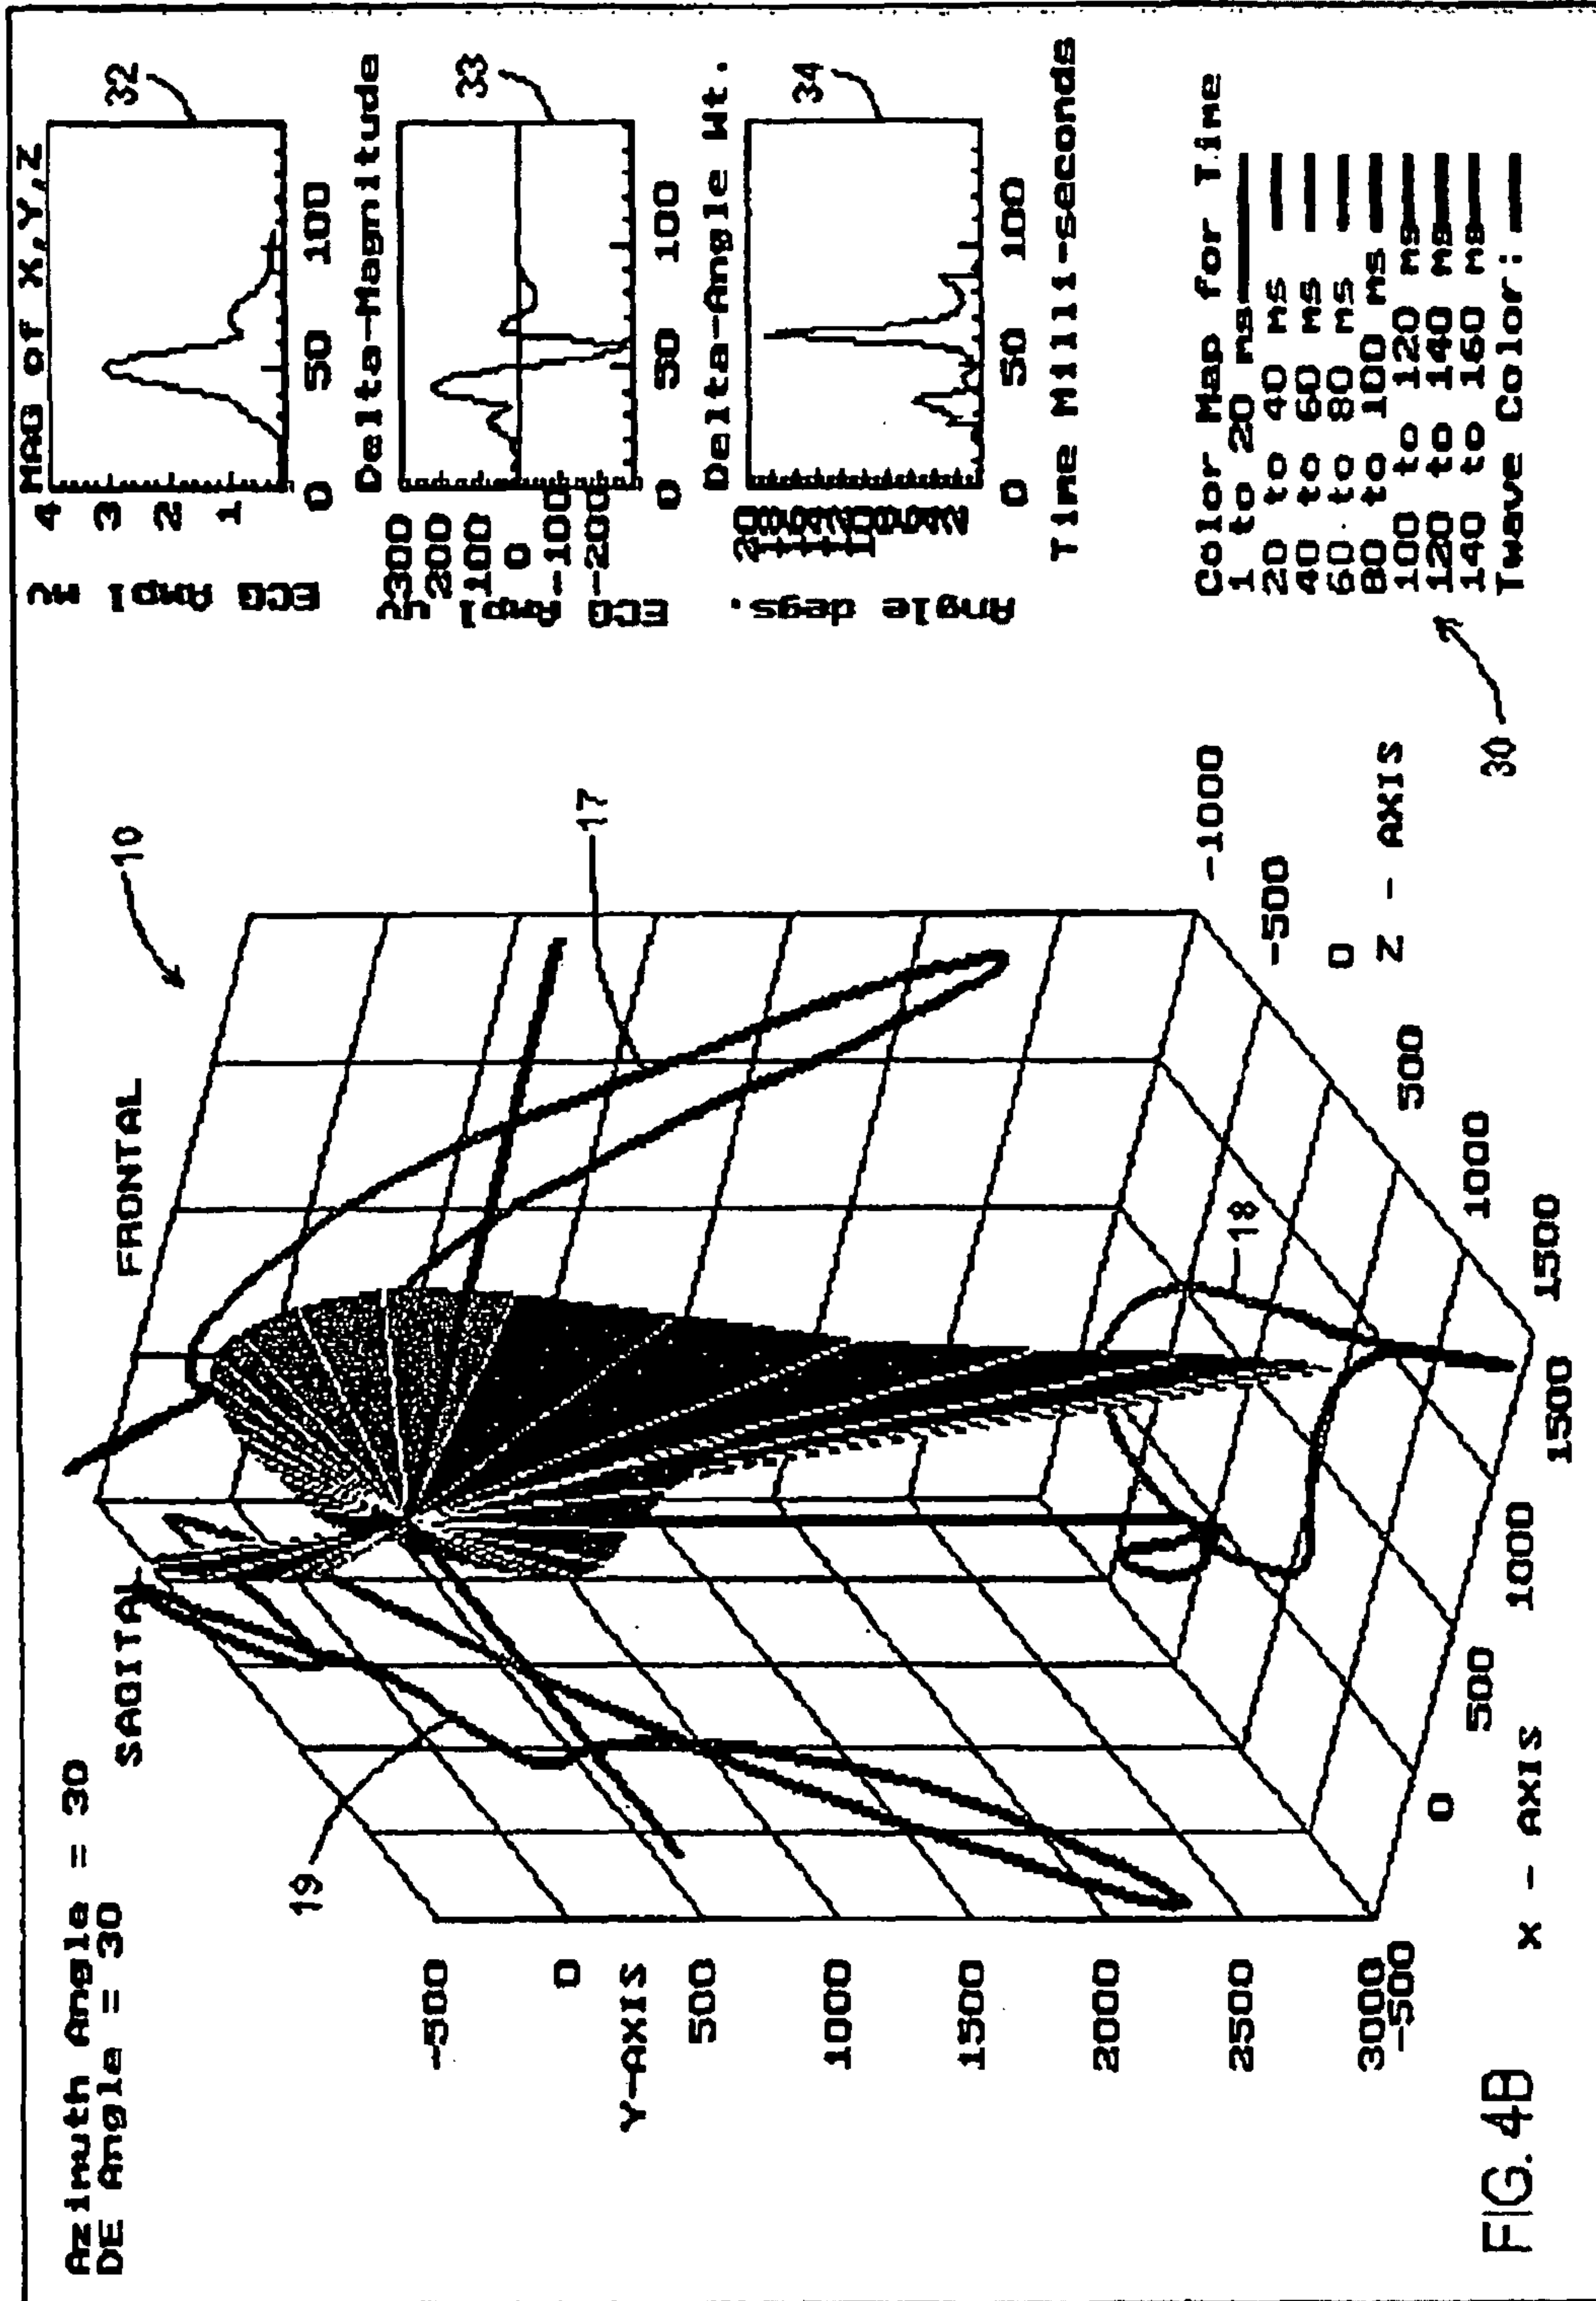 Azimuth Angle = 30
DE Angle = 30
SAGITAL
FRONTAL
10
17
18
19
-500
0
Y-AXIS
500
1000
1500
2000
2500
3000
-500
0
500
1000
1500
X - AXIS
1500
1000
500
0
-500
-1000
Z - AXIS
MAG of X,Y,Z
4
3
2
1
ECG Ampl mv
0 50 100
32
Delta-Magnitude
300
200
100
0
-100
-200
ECG Ampl uv
0 50 100
33
Delta-Angle Wt.
Angle degs.
0 50 100
34
Time Milli-seconds
Color Map for Time
1 to 20 ms
20 to 40 ms
40 to 60 ms
60 to 80 ms
80 to 100 ms
100 to 120 ms
120 to 140 ms
140 to 160 ms
Twave Color:
30
FIG. 4B